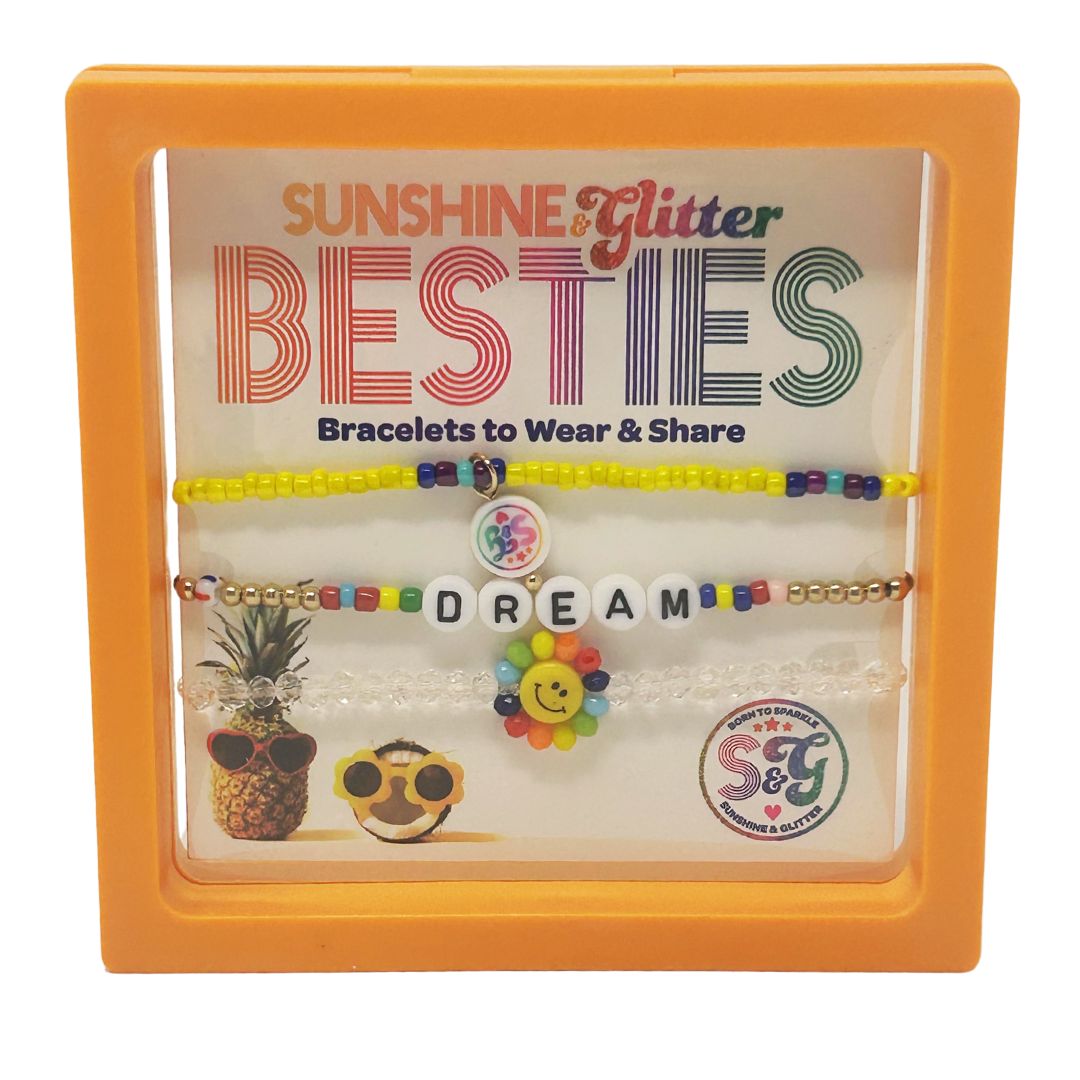 SUNSHINE & Glitter
BESTIES
Bracelets to Wear & Share
S&G
DREAM
BORN TO SPARKLE
S&G
SUNSHINE & GLITTER